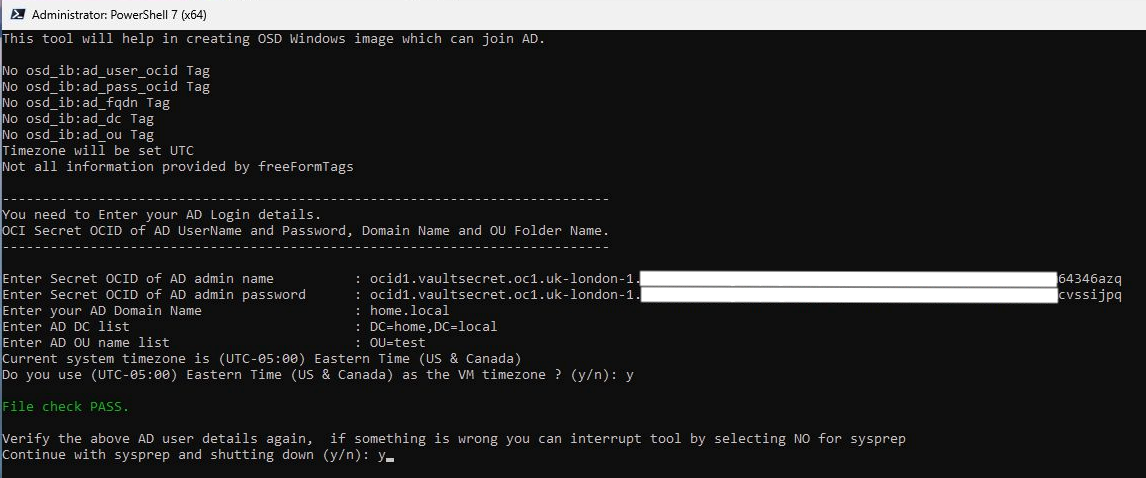 Administrator: PowerShell 7 (x64)
This tool will help in creating OSD Windows image which can join AD.
No osd_ib:ad_user_ocid Tag
No osd_ib:ad_pass_ocid Tag
No osd_ib:ad_fqdn Tag
No osd_ib:ad_dc Tag
No osd_ib:ad_ou Tag
Timezone will be set UTC
Not all information provided by freeFormTags
----------------------------------------------------------------------------
You need to Enter your AD Login details.
OCI Secret OCID of AD UserName and Password, Domain Name and OU Folder Name.
----------------------------------------------------------------------------
Enter Secret OCID of AD admin name : ocid1.vaultsecret.oc1.uk-london-1. 64346azq
Enter Secret OCID of AD admin password : ocid1.vaultsecret.oc1.uk-london-1. cvssijpq
Enter your AD Domain Name : home.local
Enter AD DC list : DC=home,DC=local
Enter AD OU name list : OU=test
Current system timezone is (UTC-05:00) Eastern Time (US & Canada)
Do you use (UTC-05:00) Eastern Time (US & Canada) as the VM timezone ? (y/n): y
File check PASS.
Verify the above AD user details again, if something is wrong you can interrupt tool by selecting NO for sysprep
Continue with sysprep and shutting down (y/n): y